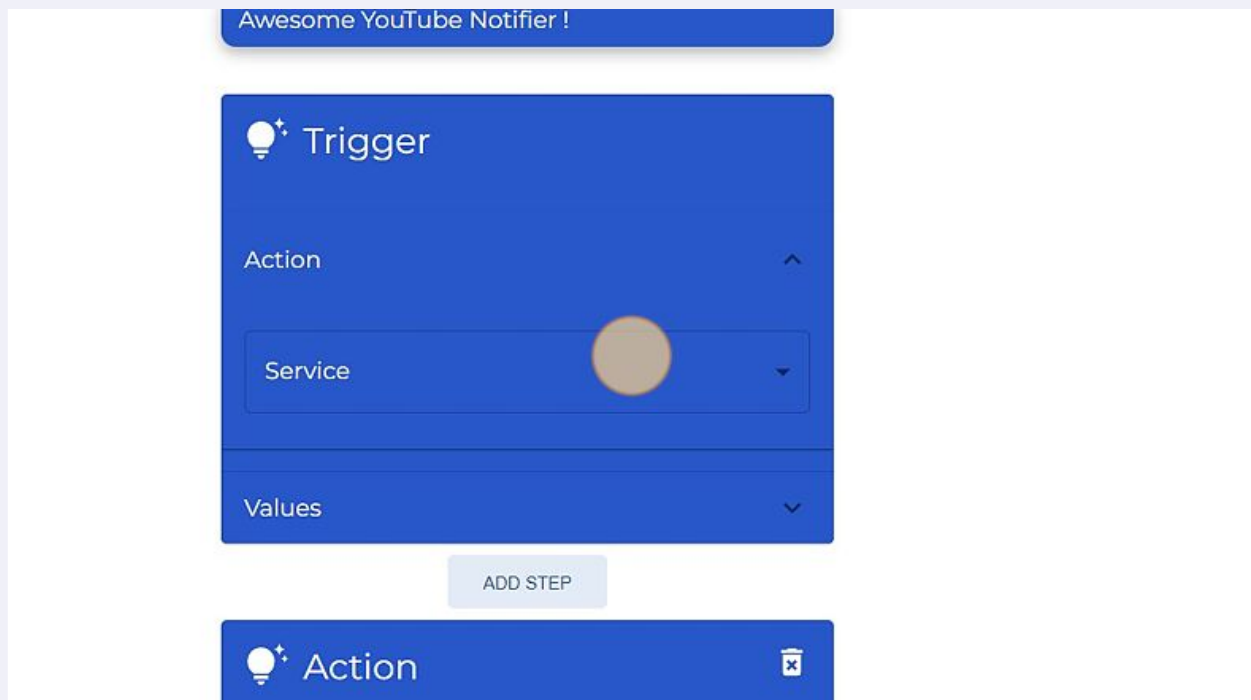 Awesome YouTube Notifier !
Trigger
Action
Service
Values
ADD STEP
Action